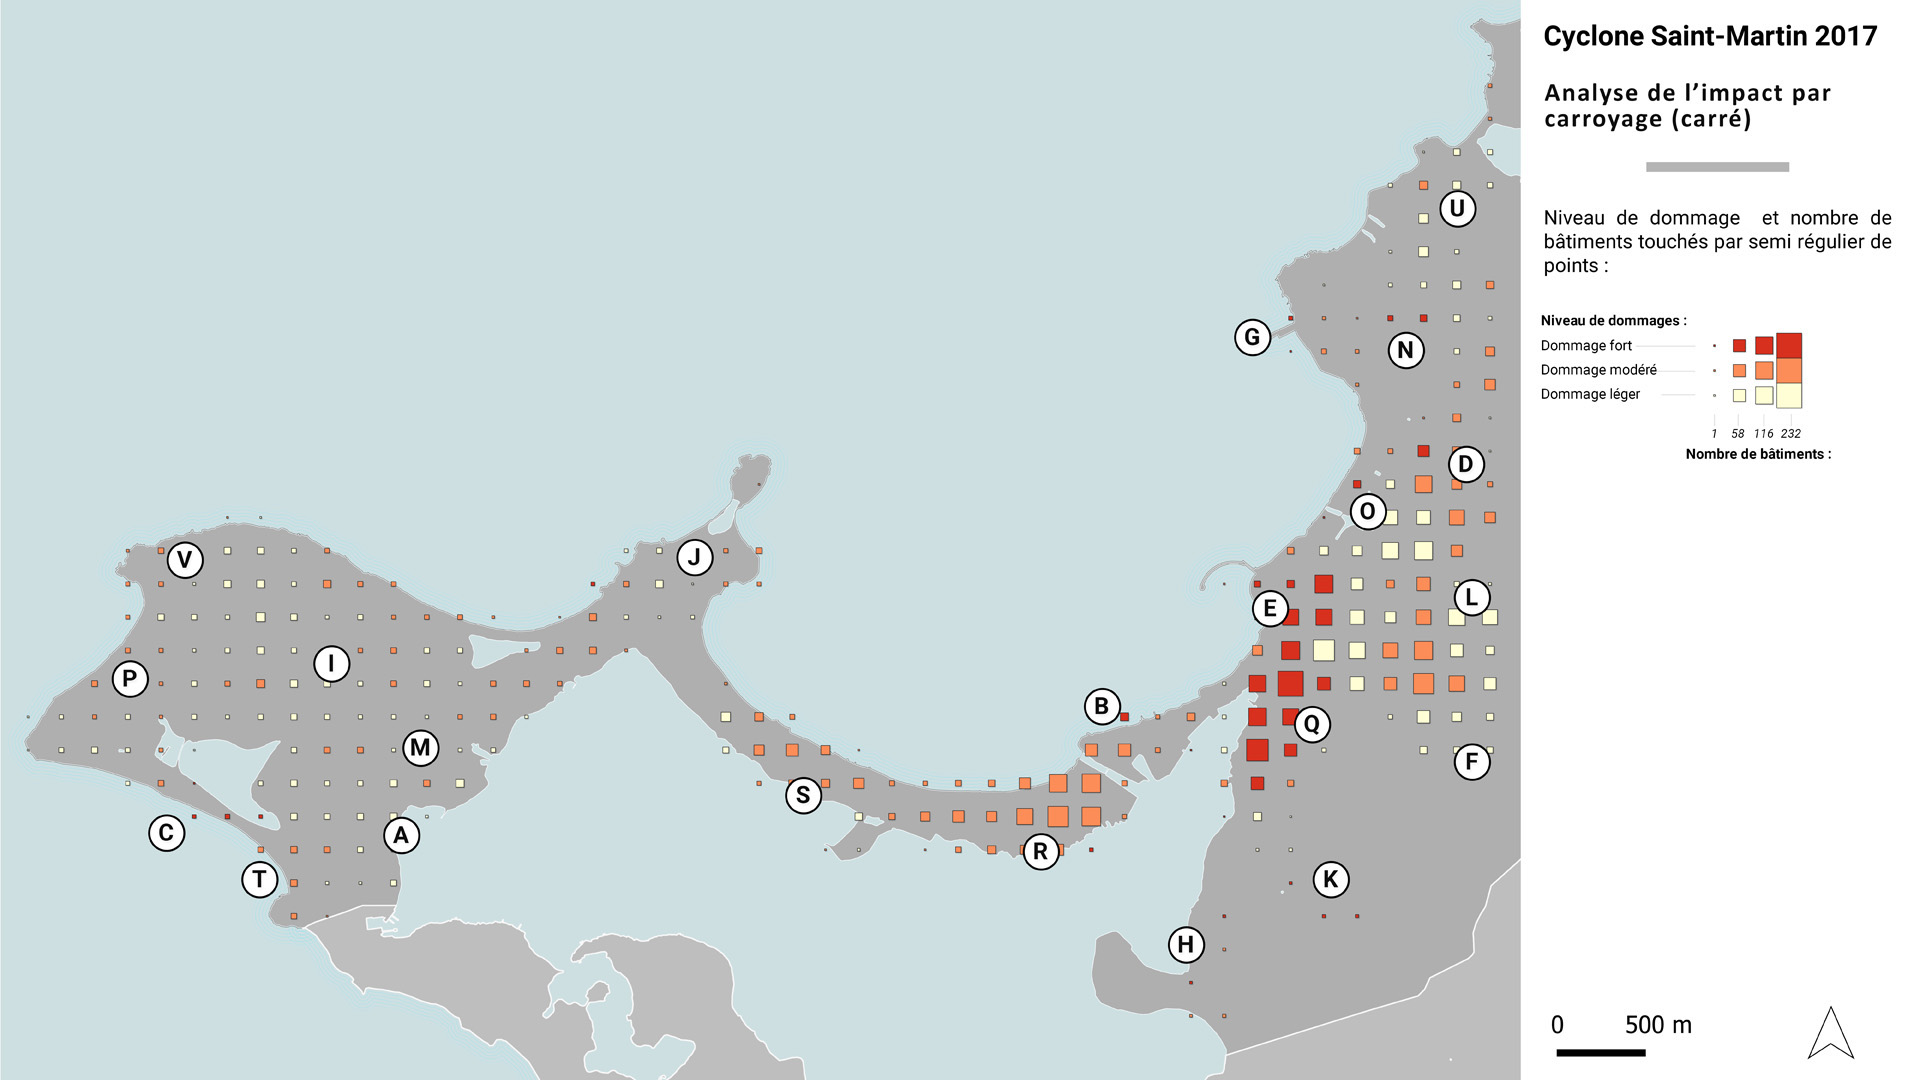 Cyclone Saint-Martin 2017
Analyse de l’impact par
carroyage (carré)
Niveau de dommage et nombre de
bâtiments touchés par semi régulier de
points :
Niveau de dommages :
Dommage fort
Dommage modéré
Dommage léger
1 58 116 232
Nombre de bâtiments :
0 500 m
U
G
N
D
O
V
J
L
E
I
P
B
Q
M
F
S
C
A
R
T
K
H